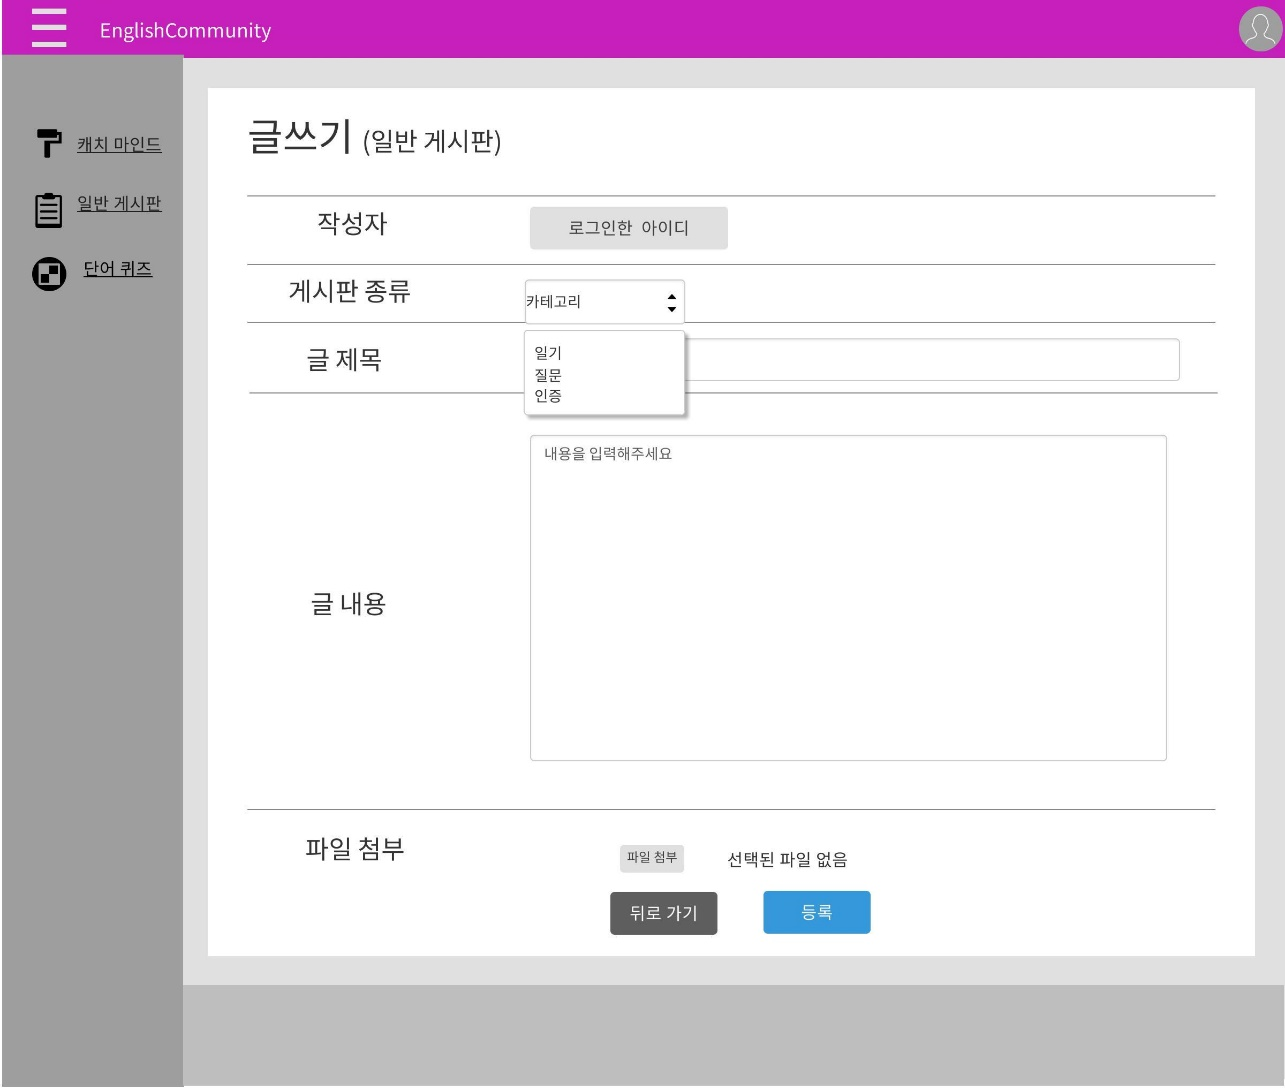 EnglishCommunity
캐치 마인드
일반 게시판
단어 퀴즈
글쓰기 (일반 게시판)
작성자
로그인한 아이디
게시판 종류
카테고리
일기
질문
인증
글 제목
내용을 입력해주세요
글 내용
파일 첨부
파일 첨부
선택된 파일 없음
뒤로 가기
등록